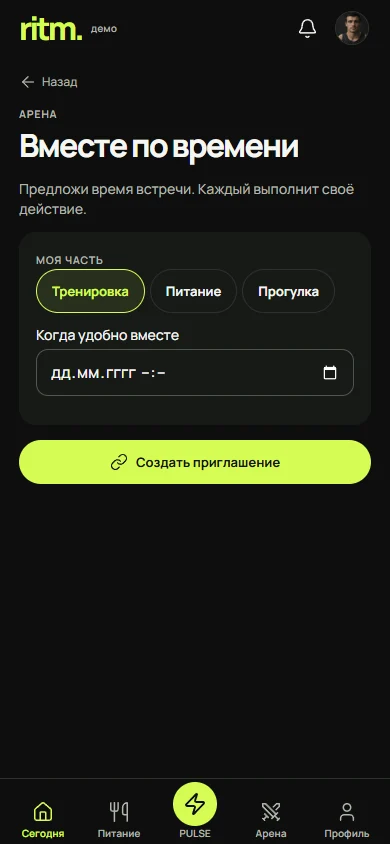 ritm. демо
Назад
АРЕНА
Вместе по времени
Предложи время встречи. Каждый выполнит своё
действие.
МОЯ ЧАСТЬ
Тренировка Питание Прогулка
Когда удобно вместе
ДД.ММ.ГГГГ --:--
Создать приглашение
Сегодня Питание PULSE Арена Профиль